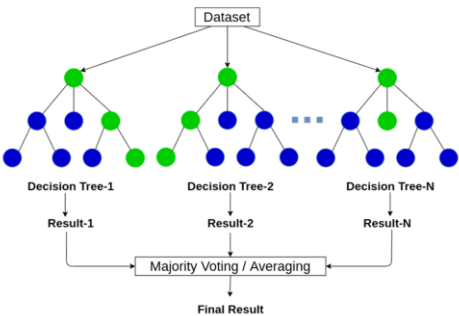 Dataset
Decision Tree-1
Decision Tree-2
Decision Tree-N
Result-1
Result-2
Result-N
Majority Voting / Averaging
Final Result